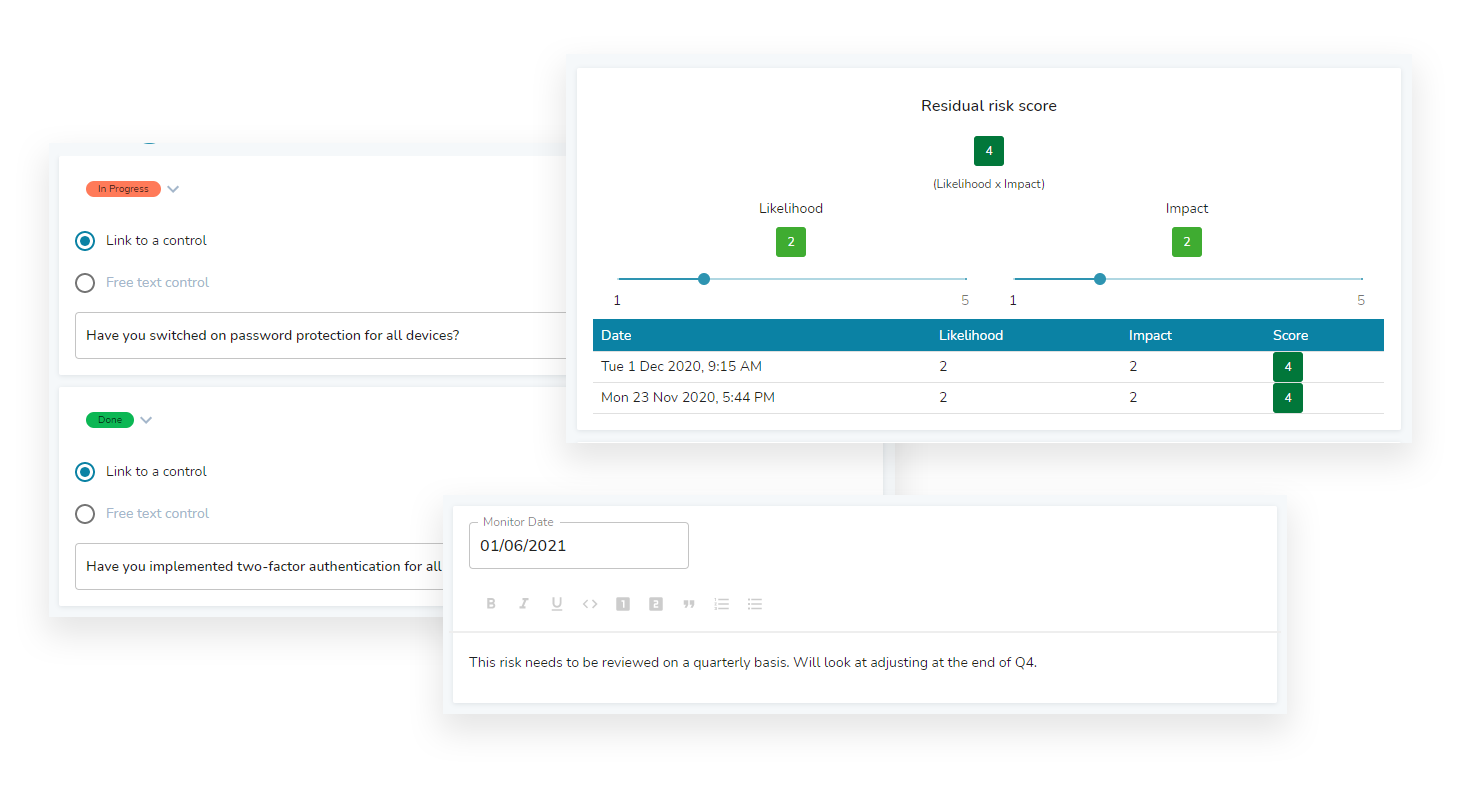 Residual risk score
4
(Likelihood x Impact)
Likelihood Impact
2 2
1 5 1 5
Date Likelihood Impact Score
Tue 1 Dec 2020, 9:15 AM 2 2 4
Mon 23 Nov 2020, 5:44 PM 2 2 4
In Progress
Link to a control
Free text control
Have you switched on password protection for all devices?
Done
Link to a control
Free text control
Have you implemented two-factor authentication for all
Monitor Date
01/06/2021
B I U <> 1 2 "
This risk needs to be reviewed on a quarterly basis. Will look at adjusting at the end of Q4.